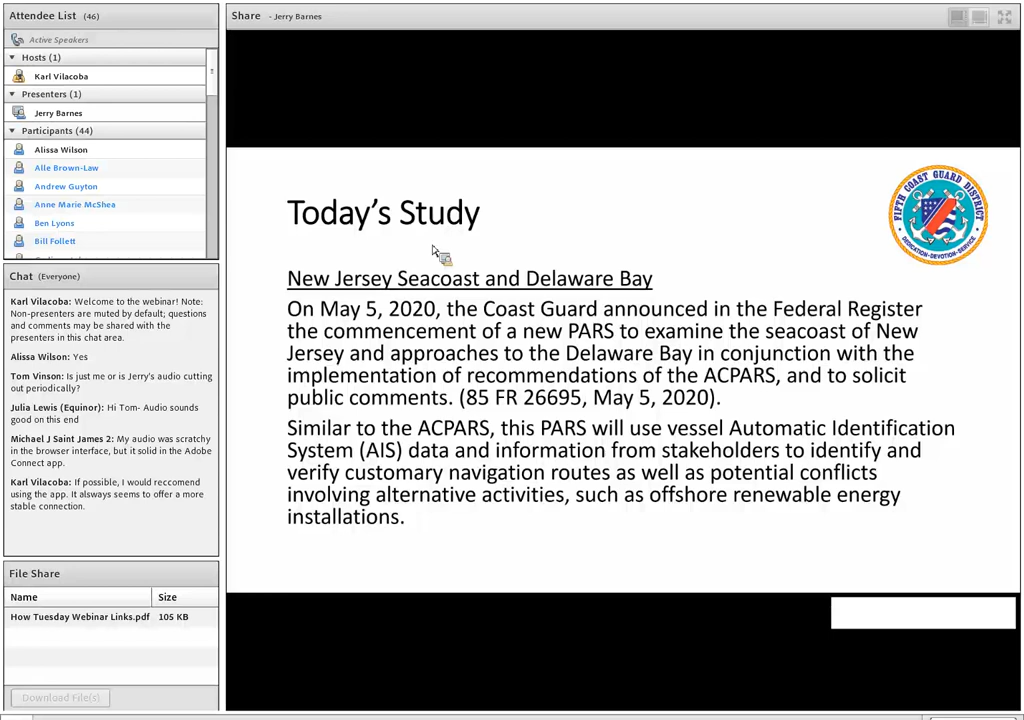 Attendee List (46)
Active Speakers
Hosts (1)
Karl Vilacoba
Presenters (1)
Jerry Barnes
Participants (44)
Alissa Wilson
Alle Brown-Law
Andrew Guyton
Anne Marie McShea
Ben Lyons
Bill Follett
Chat (Everyone)
Karl Vilacoba: Welcome to the webinar! Note:
Non-presenters are muted by default; questions
and comments may be shared with the
presenters in this chat area.
Alissa Wilson: Yes
Tom Vinson: Is just me or is Jerry's audio cutting
out periodically?
Julia Lewis (Equinor): Hi Tom- Audio sounds
good on this end
Michael J Saint James 2: My audio was scratchy
in the browser interface, but it solid in the Adobe
Connect app.
Karl Vilacoba: If possible, I would reccomend
using the app. It alsways seems to offer a more
stable connection.
File Share
Name Size
How Tuesday Webinar Links.pdf 105 KB
Download File(s)
Share - Jerry Barnes
Today's Study
FIFTH COAST GUARD DISTRICT
DEDICATION-DEVOTION-SERVICE
New Jersey Seacoast and Delaware Bay
On May 5, 2020, the Coast Guard announced in the Federal Register
the commencement of a new PARS to examine the seacoast of New
Jersey and approaches to the Delaware Bay in conjunction with the
implementation of recommendations of the ACPARS, and to solicit
public comments. (85 FR 26695, May 5, 2020).
Similar to the ACPARS, this PARS will use vessel Automatic Identification
System (AIS) data and information from stakeholders to identify and
verify customary navigation routes as well as potential conflicts
involving alternative activities, such as offshore renewable energy
installations.